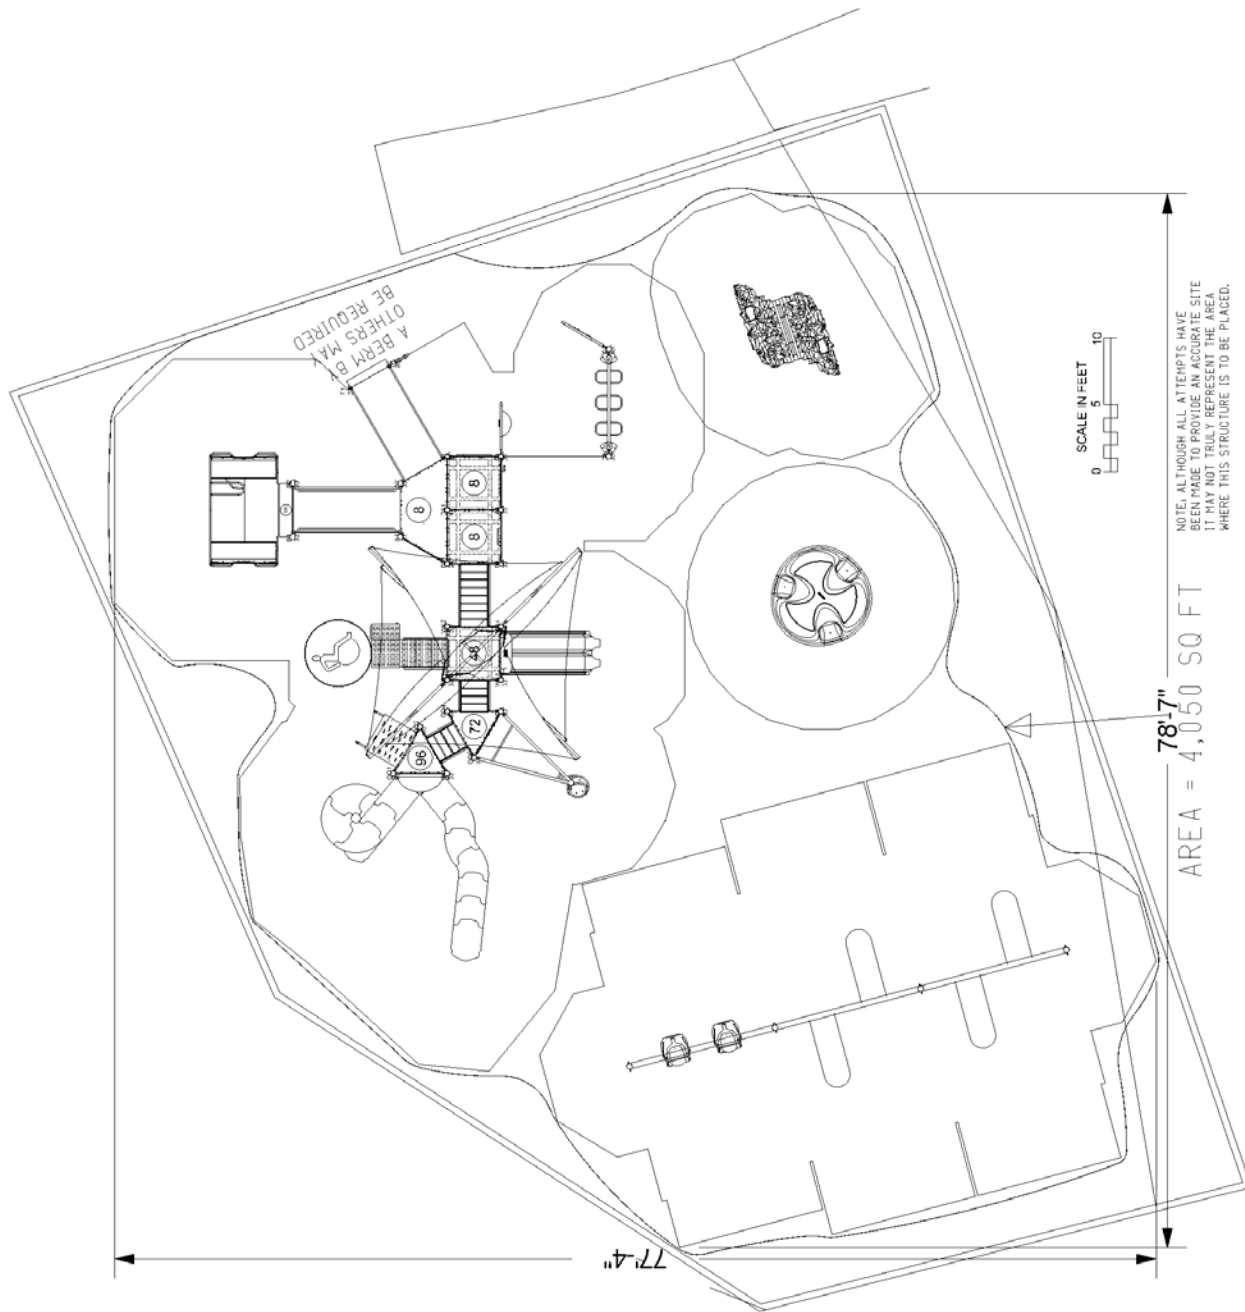 A BERM BY
OTHERS MAY
BE REQUIRED
8
8
8
48
72
96
SCALE IN FEET
0 5 10
NOTE: ALTHOUGH ALL ATTEMPTS HAVE
BEEN MADE TO PROVIDE AN ACCURATE SITE
IT MAY NOT TRULY REPRESENT THE AREA
WHERE THIS STRUCTURE IS TO BE PLACED.
78'-7"
AREA = 4,050 SQ FT
77'-4"